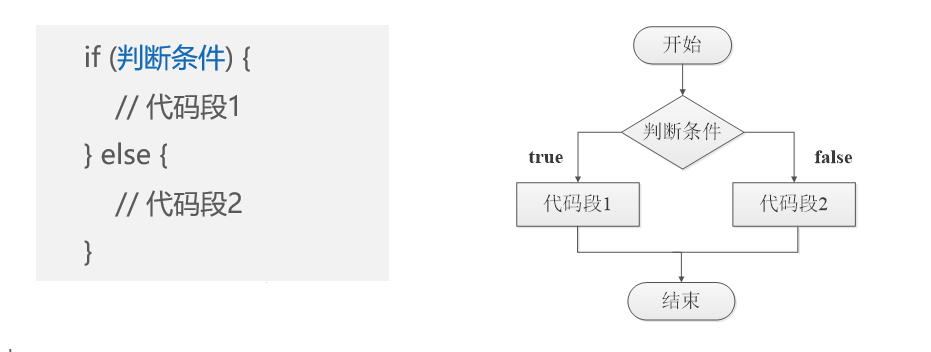 if (判断条件) {
// 代码段1
} else {
// 代码段2
}
开始
判断条件
true
false
代码段1
代码段2
结束